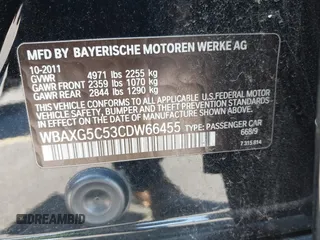 MFD BY BAYERISCHE MOTOREN WERKE AG
10-2011
GVWR 4971 lbs 2255 kg
GAWR FRONT 2359 lbs 1070 kg
GAWR REAR 2844 lbs 1290 kg
THIS VEHICLE CONFORMS TO ALL APPLICABLE U.S. FEDERAL MOTOR
VEHICLE SAFETY, BUMPER, AND THEFT PREVENTION STANDARDS IN
EFFECT ON THE DATE OF MANUFACTURE SHOWN ABOVE.
WBAXG5C53CDW66455 TYPE: PASSENGER CAR
668/9
7 315 614
DREAMBID